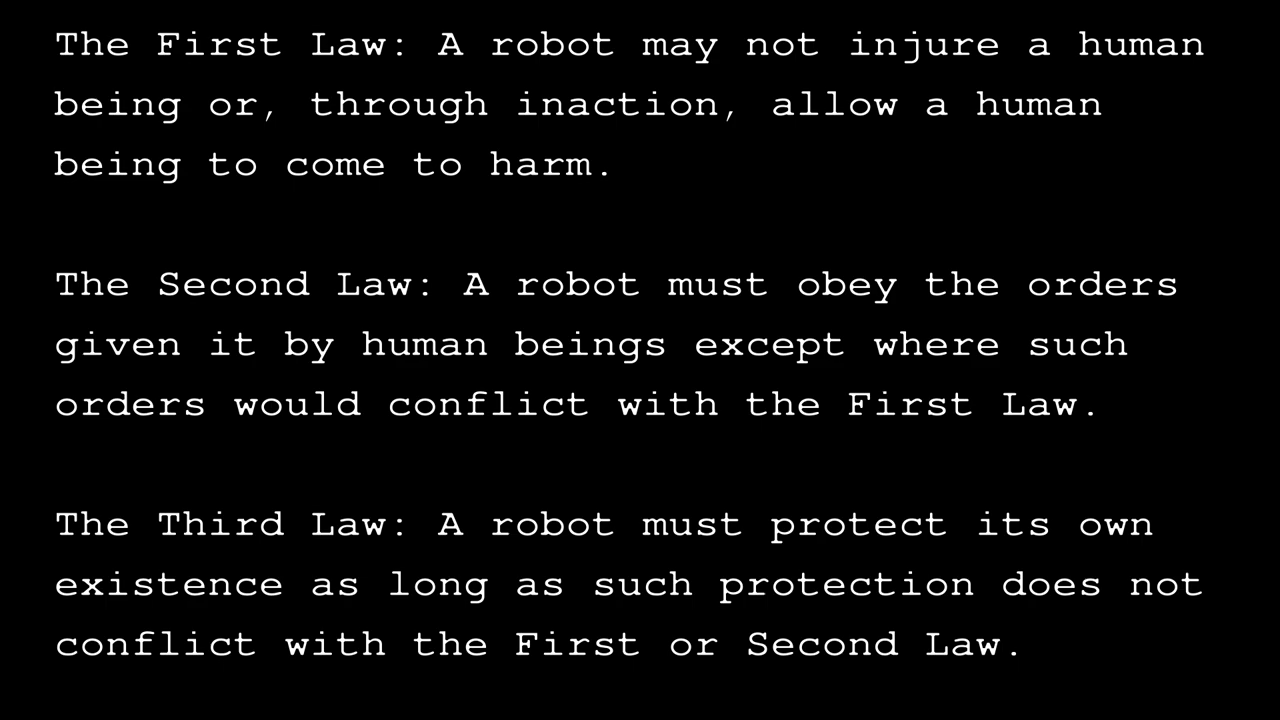 The First Law: A robot may not injure a human
being or, through inaction, allow a human
being to come to harm.
The Second Law: A robot must obey the orders
given it by human beings except where such
orders would conflict with the First Law.
The Third Law: A robot must protect its own
existence as long as such protection does not
conflict with the First or Second Law.